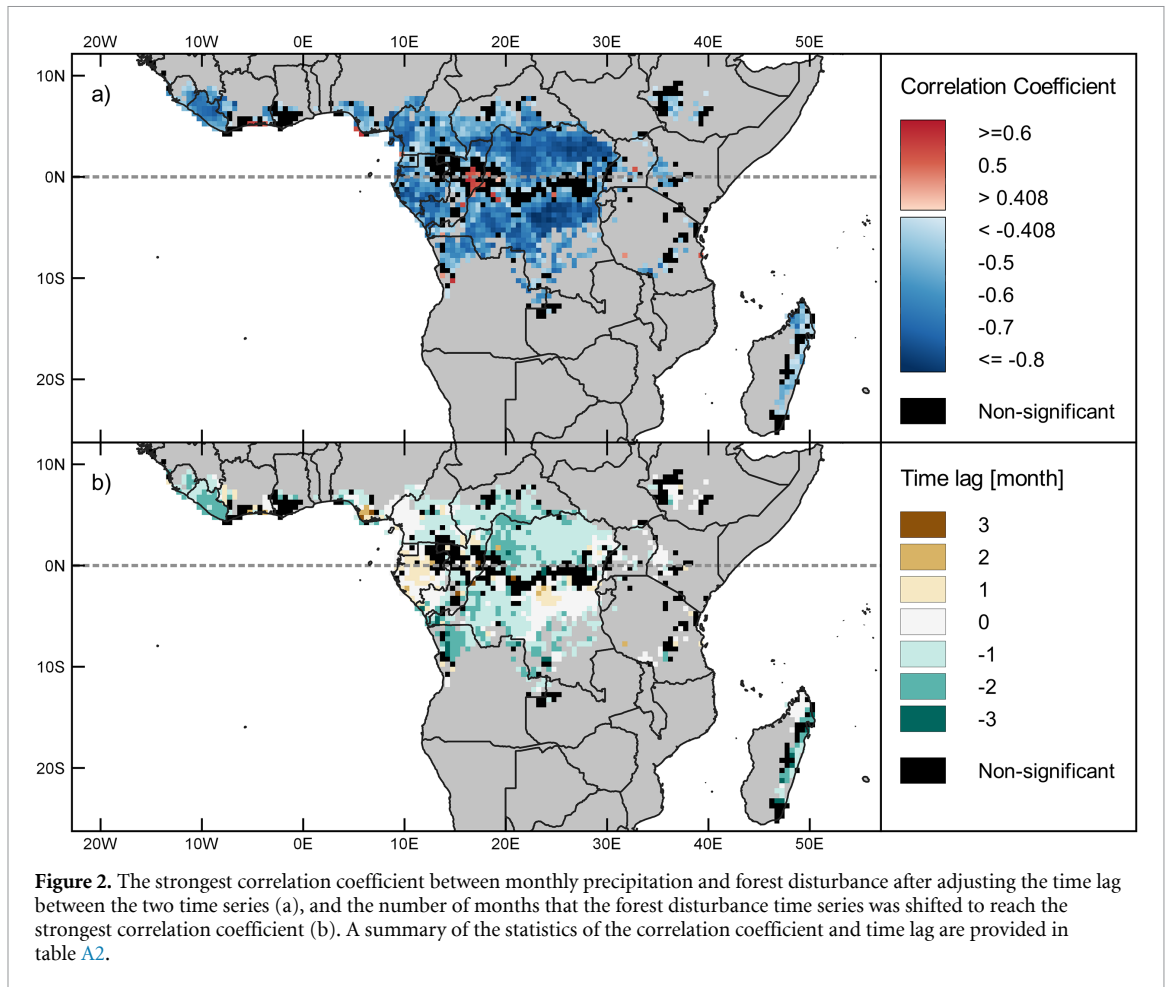 20W 10W 0E 10E 20E 30E 40E 50E
10N
0N
10S
20S
a)
Correlation Coefficient
>=0.6
0.5
> 0.408
< -0.408
-0.5
-0.6
-0.7
<= -0.8
Non-significant
10N
0N
10S
20S
b)
Time lag [month]
3
2
1
0
-1
-2
-3
Non-significant
20W 10W 0E 10E 20E 30E 40E 50E
Figure 2. The strongest correlation coefficient between monthly precipitation and forest disturbance after adjusting the time lag
between the two time series (a), and the number of months that the forest disturbance time series was shifted to reach the
strongest correlation coefficient (b). A summary of the statistics of the correlation coefficient and time lag are provided in
table A2.